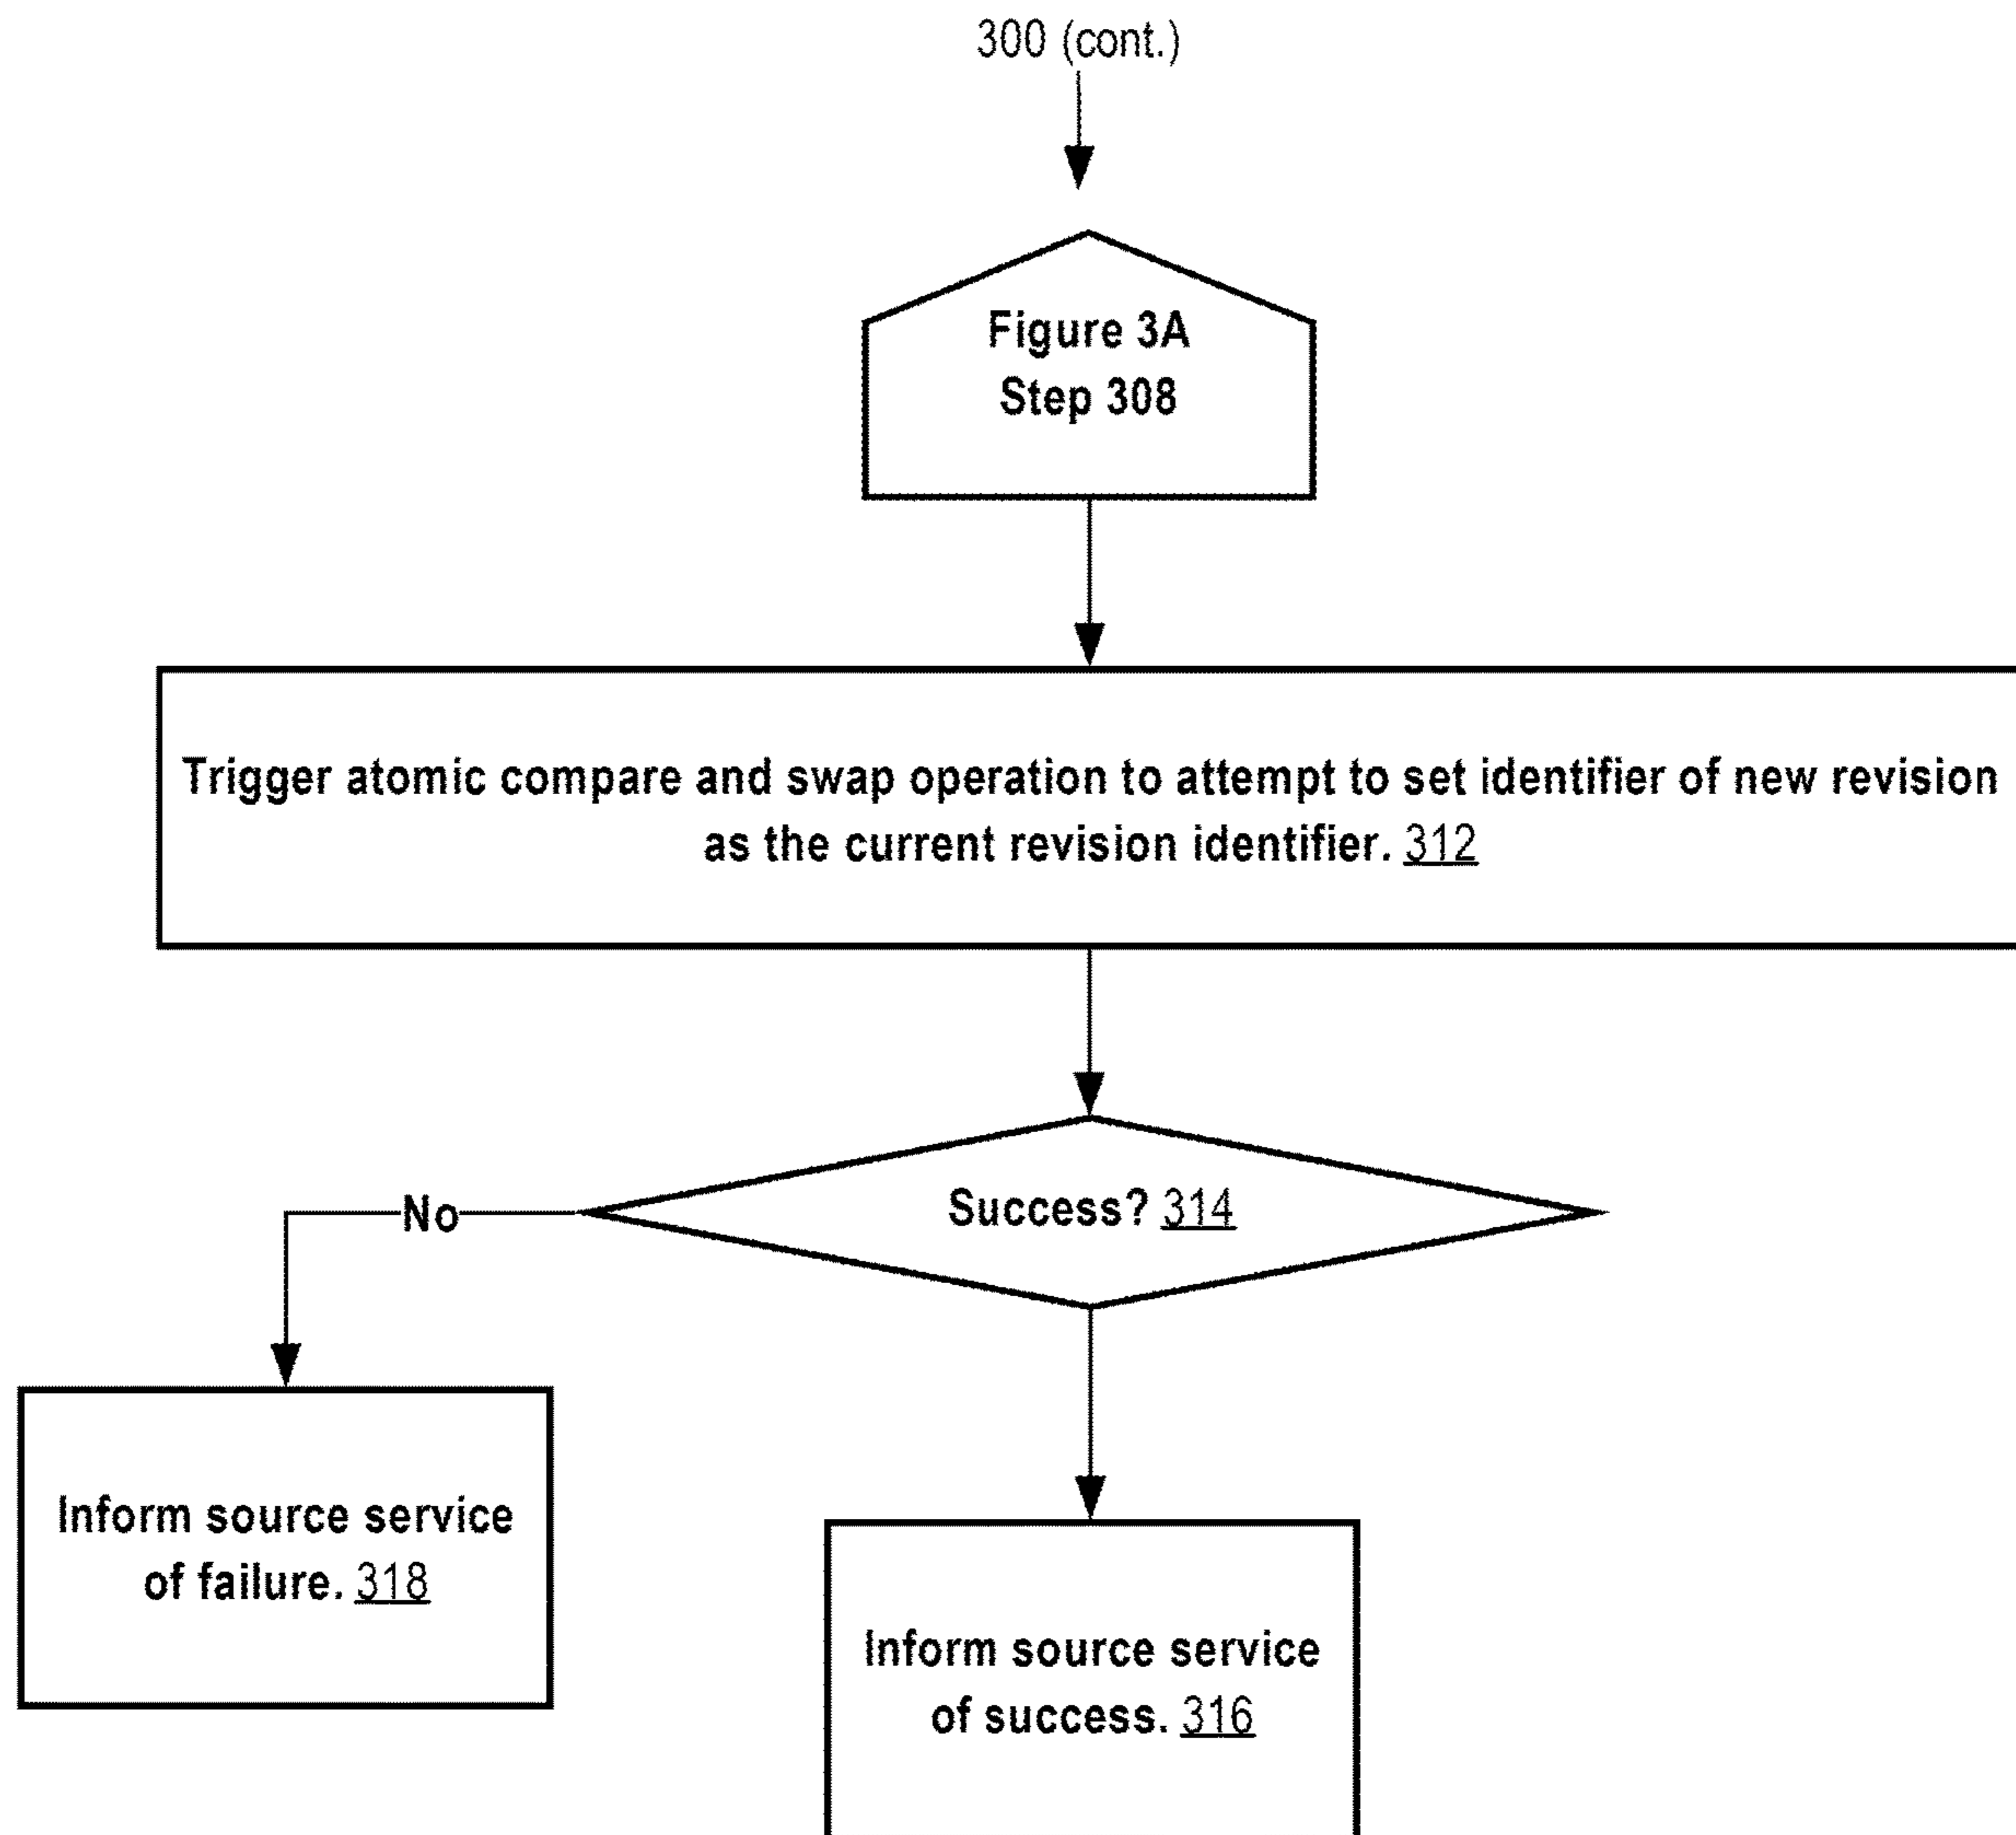 300 (cont.)
Figure 3A
Step 308
Trigger atomic compare and swap operation to attempt to set identifier of new revision
as the current revision identifier. 312
Success? 314
No
Inform source service
of failure. 318
Inform source service
of success. 316